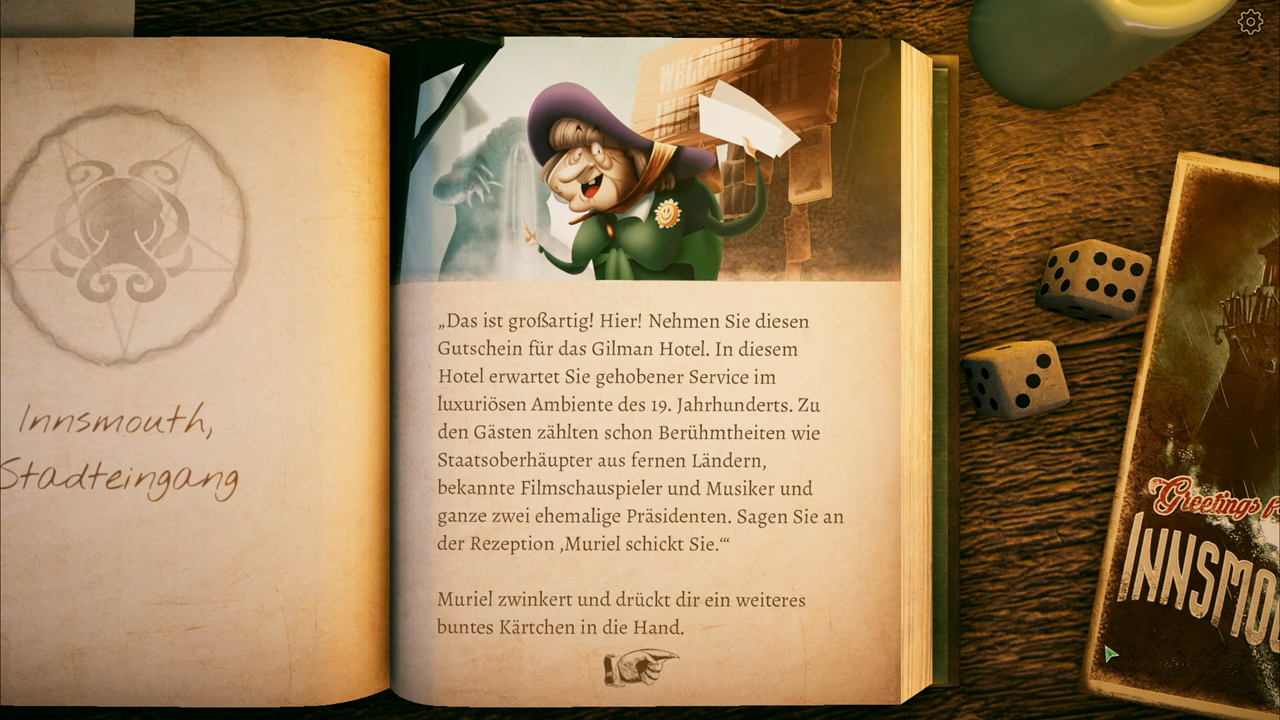 Innsmouth,
Stadteingang
WELCOME
„Das ist großartig! Hier! Nehmen Sie diesen
Gutschein für das Gilman Hotel. In diesem
Hotel erwartet Sie gehobener Service im
luxuriösen Ambiente des 19. Jahrhunderts. Zu
den Gästen zählten schon Berühmtheiten wie
Staatsoberhäupter aus fernen Ländern,
bekannte Filmschauspieler und Musiker und
ganze zwei ehemalige Präsidenten. Sagen Sie an
der Rezeption ‚Muriel schickt Sie.‘“
Muriel zwinkert und drückt dir ein weiteres
buntes Kärtchen in die Hand.
Greetings f
INNSMO